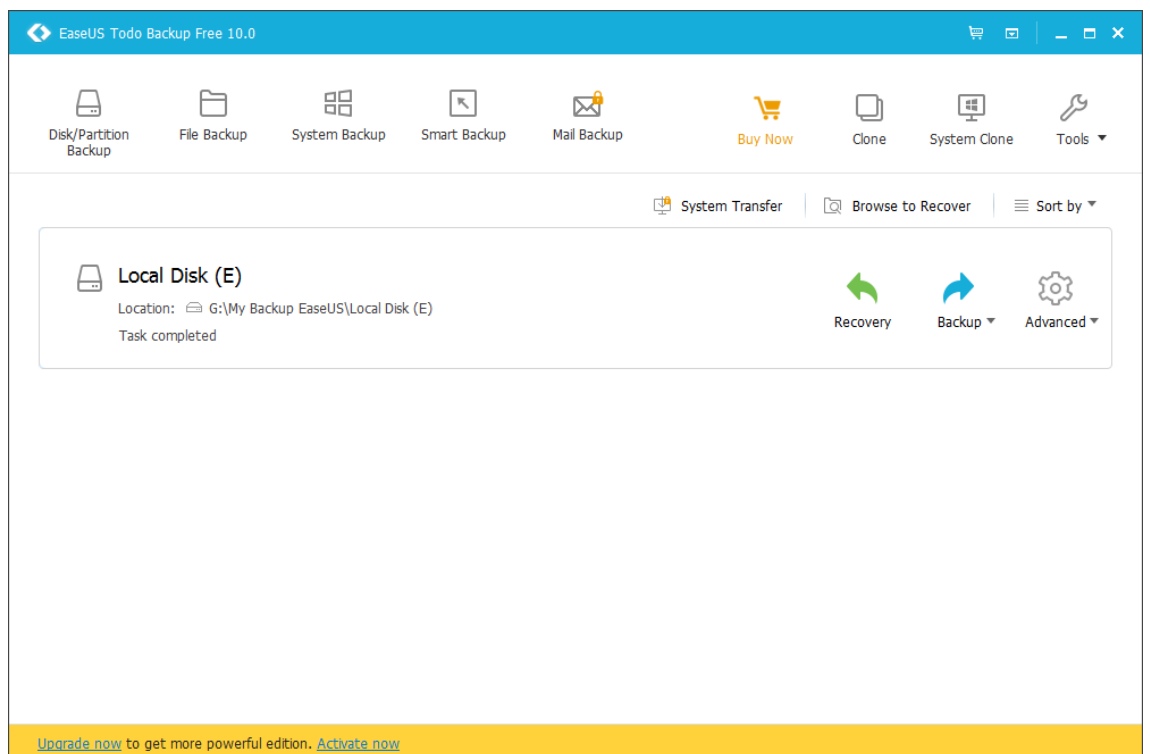 EaseUS Todo Backup Free 10.0
Disk/Partition
Backup
File Backup
System Backup
Smart Backup
Mail Backup
Buy Now
Clone
System Clone
Tools
System Transfer
Browse to Recover
Sort by
Local Disk (E)
Location: G:\My Backup EaseUS\Local Disk (E)
Task completed
Recovery
Backup
Advanced
Upgrade now to get more powerful edition. Activate now